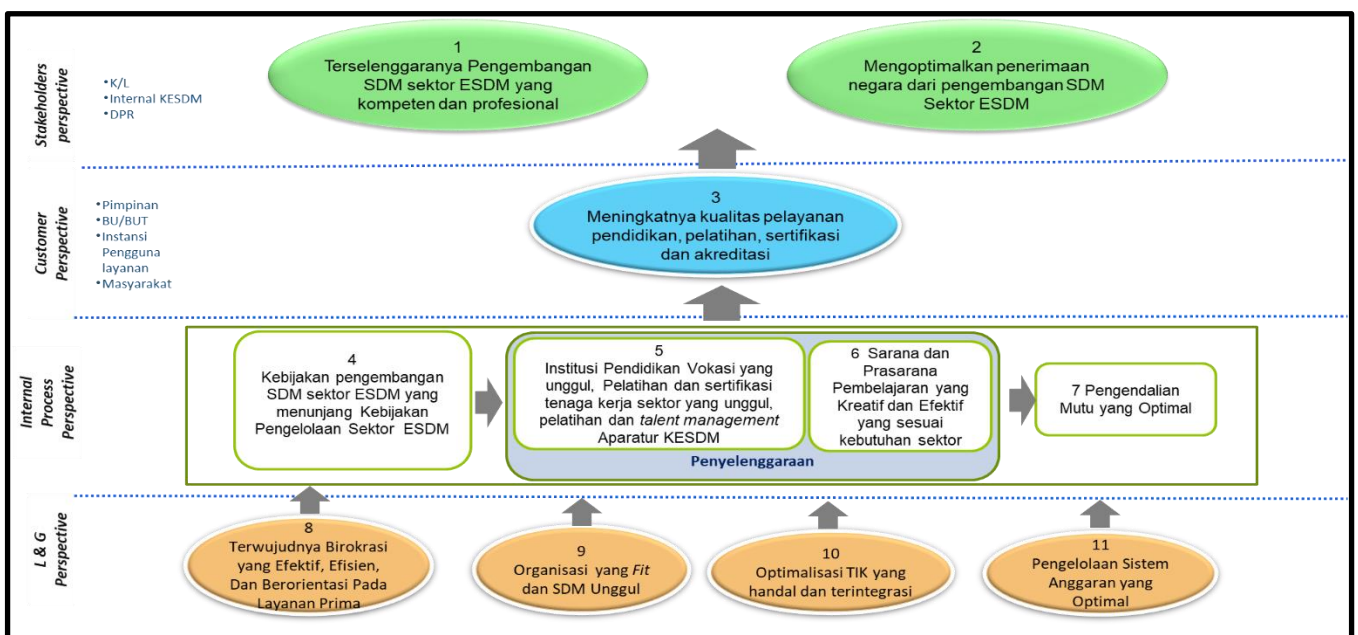 Stakeholders
perspective
•K/L
•Internal KESDM
•DPR
1
Terselenggaranya Pengembangan
SDM sektor ESDM yang
kompeten dan profesional
2
Mengoptimalkan penerimaan
negara dari pengembangan SDM
Sektor ESDM
Customer
Perspective
•Pimpinan
•BU/BUT
•Instansi
Pengguna
layanan
•Masyarakat
3
Meningkatnya kualitas pelayanan
pendidikan, pelatihan, sertifikasi
dan akreditasi
Internal
Process
Perspective
4
Kebijakan pengembangan
SDM sektor ESDM yang
menunjang Kebijakan
Pengelolaan Sektor ESDM
5
Institusi Pendidikan Vokasi yang
unggul, Pelatihan dan sertifikasi
tenaga kerja sektor yang unggul,
pelatihan dan talent management
Aparatur KESDM
6 Sarana dan
Prasarana
Pembelajaran yang
Kreatif dan Efektif
yang sesuai
kebutuhan sektor
Penyelenggaraan
7 Pengendalian
Mutu yang Optimal
L & G
Perspective
8
Terwujudnya Birokrasi
yang Efektif, Efisien,
Dan Berorientasi Pada
Layanan Prima
9
Organisasi yang Fit
dan SDM Unggul
10
Optimalisasi TIK yang
handal dan terintegrasi
11
Pengelolaan Sistem
Anggaran yang
Optimal